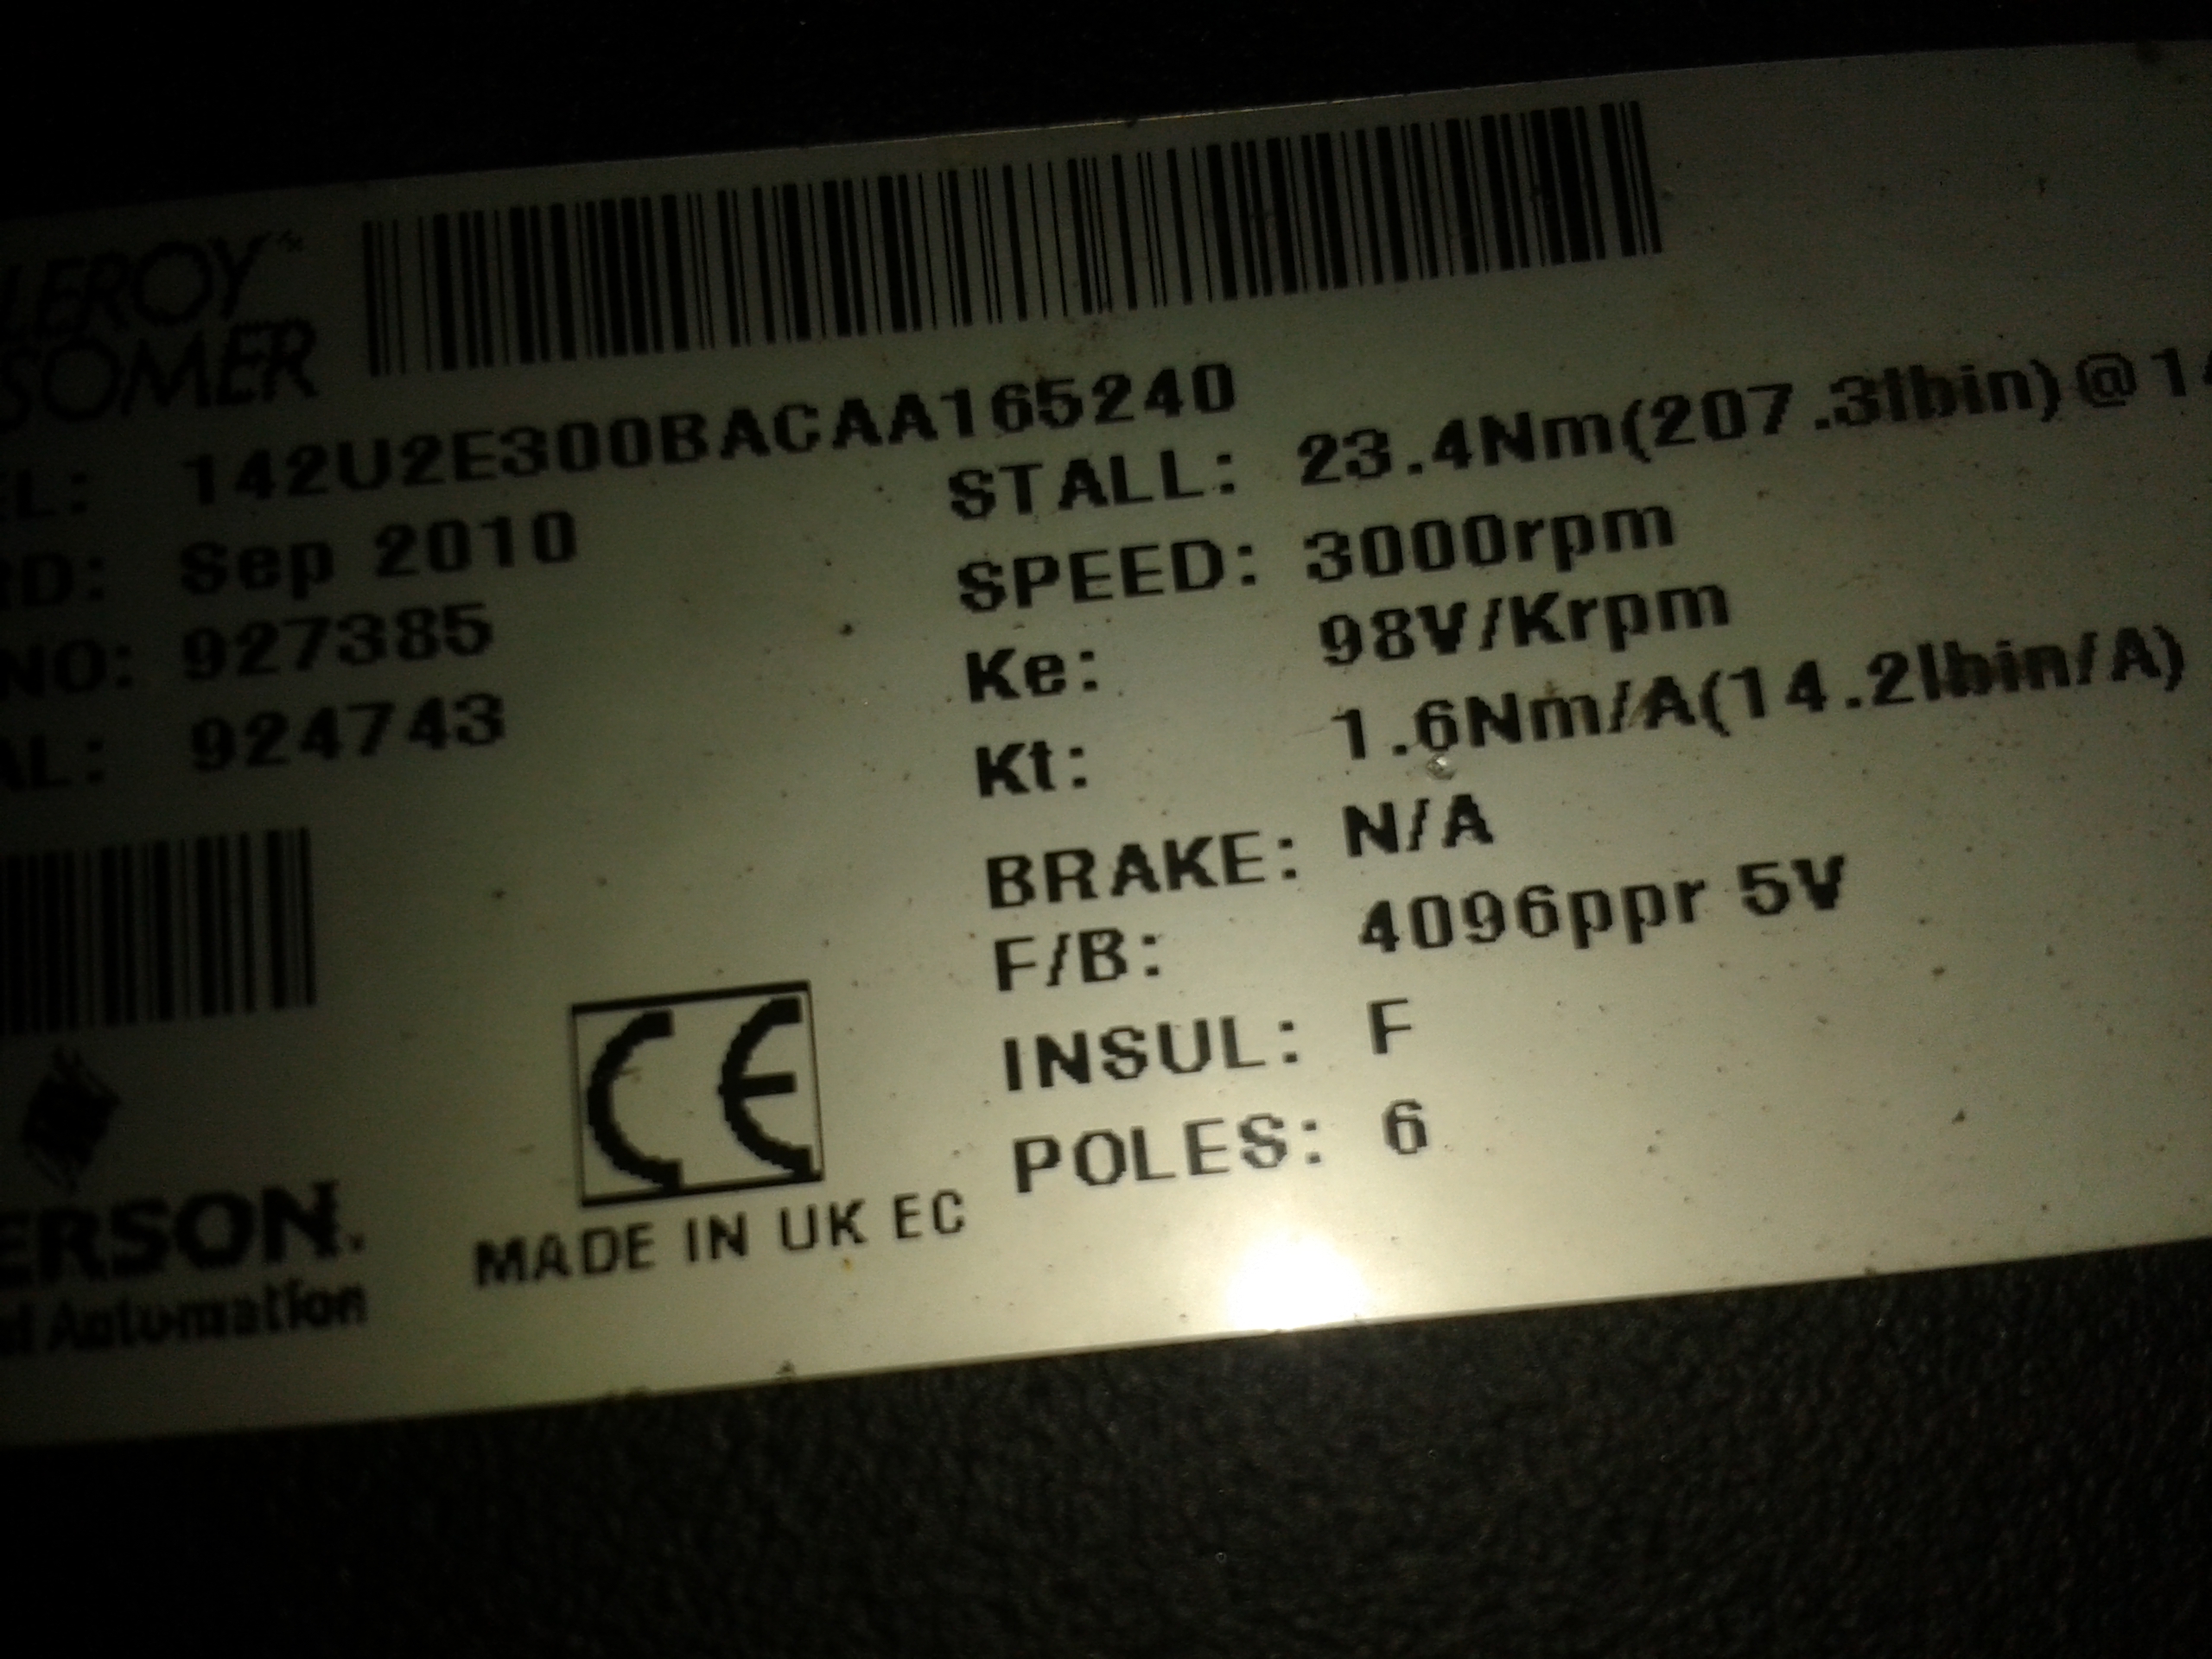 LEROY
SOMER
EL: 142U2E300BACAA165240
RD: Sep 2010
NO: 927385
AL: 924743
STALL: 23.4Nm(207.3lbin)@14
SPEED: 3000rpm
Ke: 98V/Krpm
Kt: 1.6Nm/A(14.2lbin/A)
BRAKE: N/A
F/B: 4096ppr 5V
INSUL: F
POLES: 6
CE
MADE IN UK EC
ERSON.
d Automation